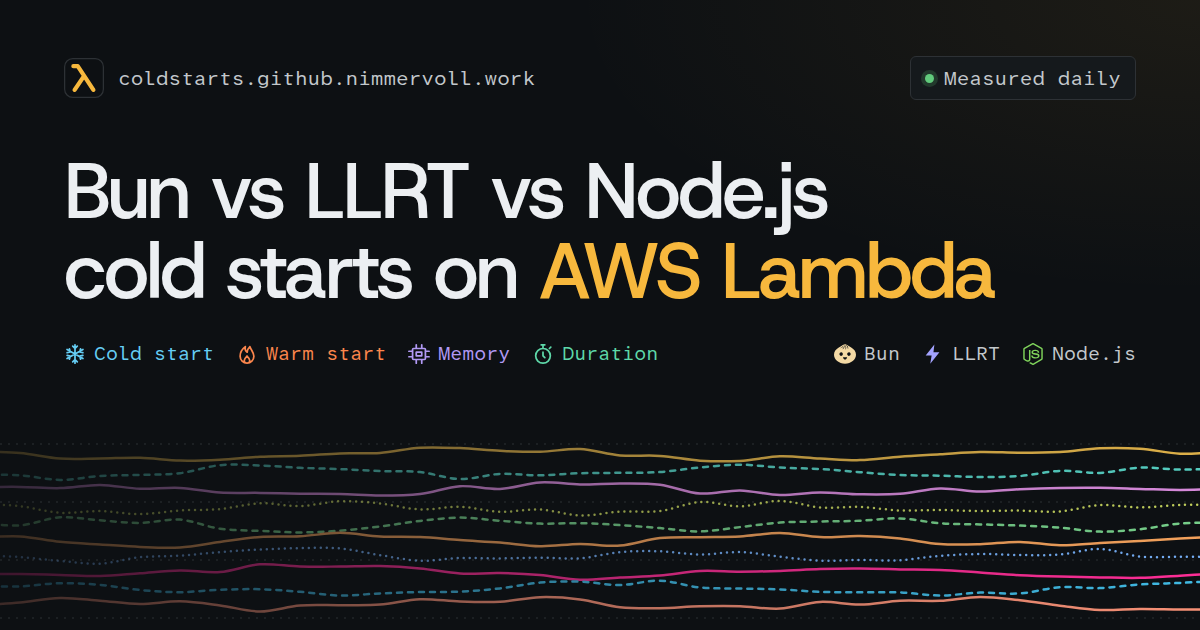 coldstarts.github.nimmervoll.work
Measured daily
Bun vs LLRT vs Node.js
cold starts on AWS Lambda
Cold start Warm start Memory Duration Bun LLRT Node.js